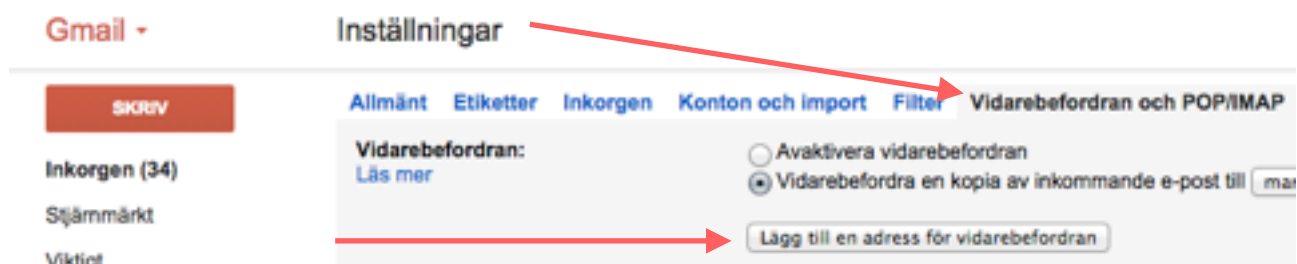 Gmail
Inställningar
SKRIV
Allmänt Etiketter Inkorgen Konton och import Filter Vidarebefordran och POP/IMAP
Inkorgen (34)
Vidarebefordran:
Avaktivera vidarebefordran
Läs mer
Vidarebefordra en kopia av inkommande e-post till
Stjärnmärkt
Lägg till en adress för vidarebefordran
Viktigt